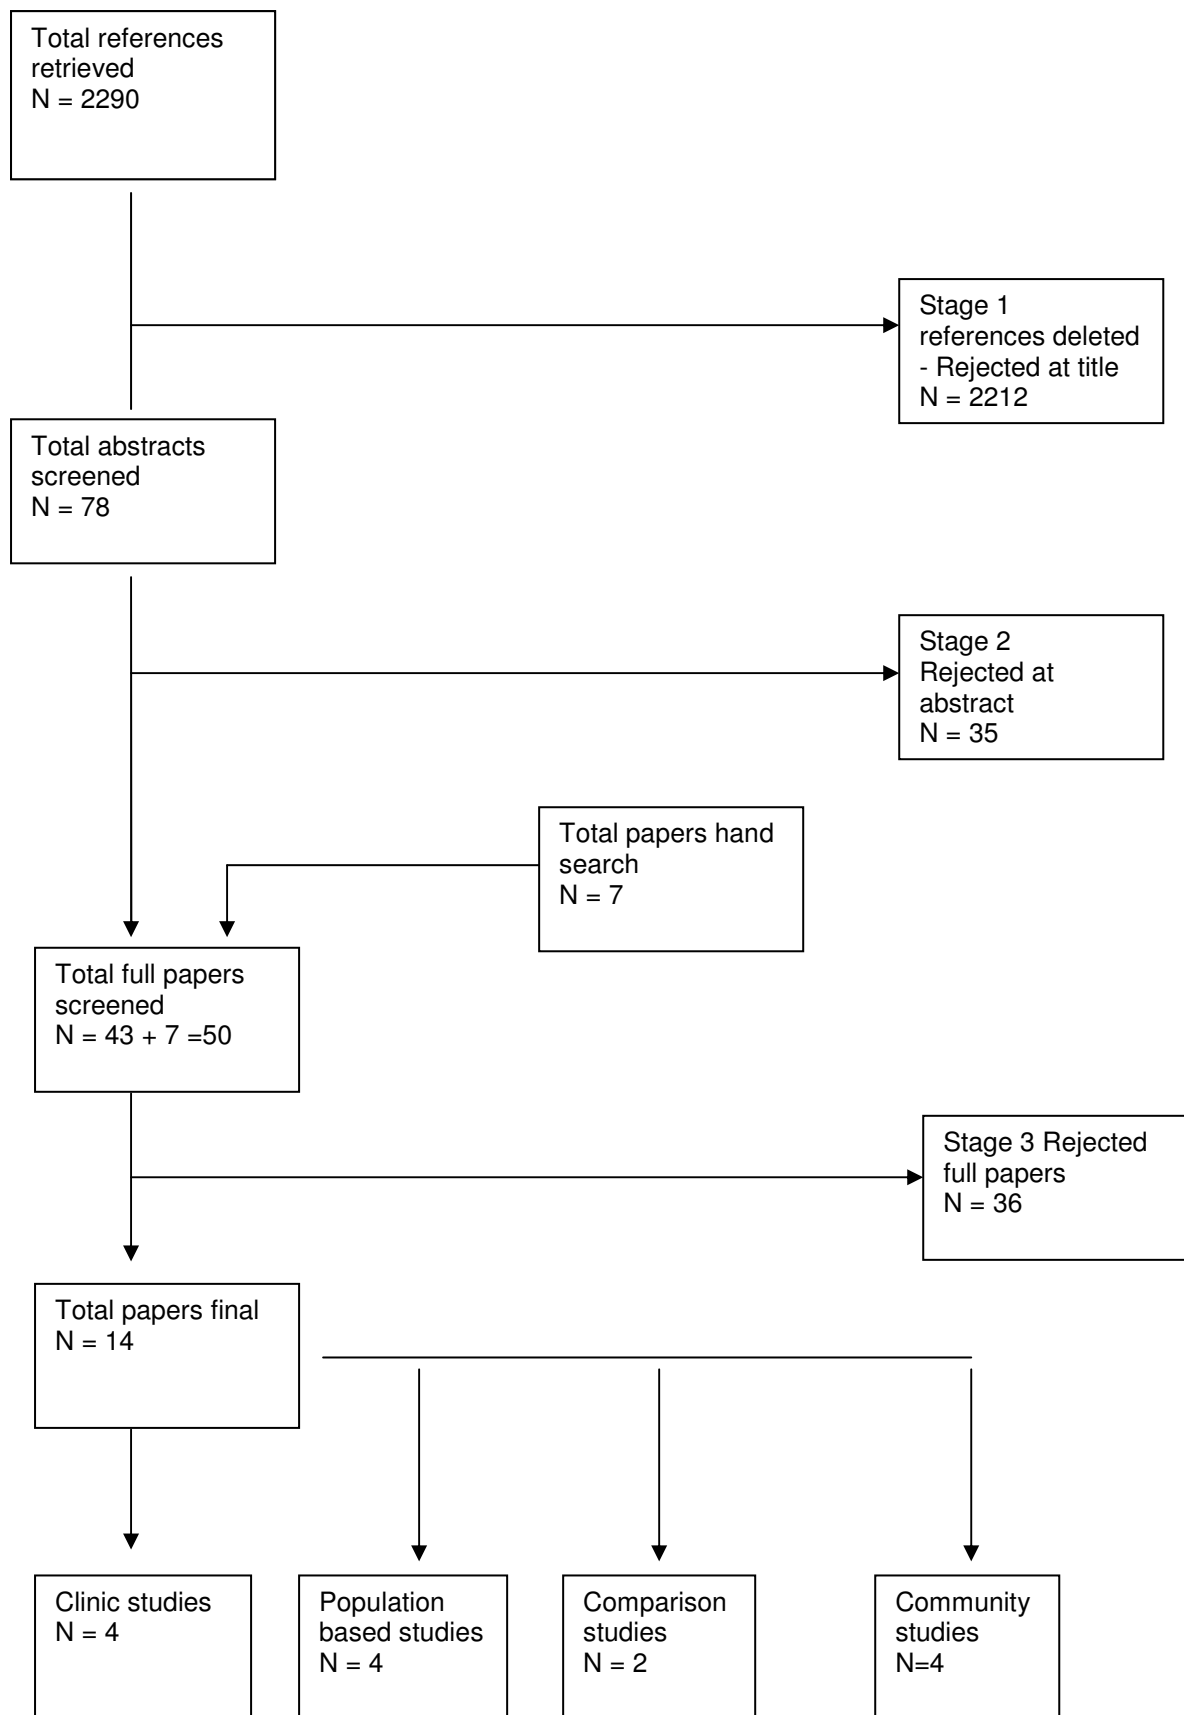 Total references
retrieved
N = 2290
Stage 1
references deleted
- Rejected at title
N = 2212
Total abstracts
screened
N = 78
Stage 2
Rejected at
abstract
N = 35
Total papers hand
search
N = 7
Total full papers
screened
N = 43 + 7 =50
Stage 3 Rejected
full papers
N = 36
Total papers final
N = 14
Clinic studies
N = 4
Population
based studies
N = 4
Comparison
studies
N = 2
Community
studies
N=4